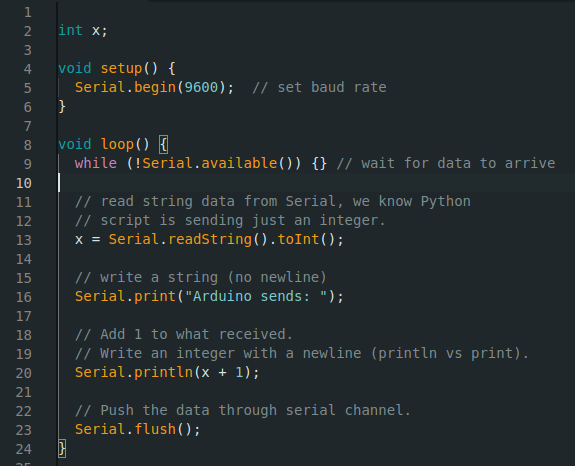 1
2 int x;
3
4 void setup() {
5   Serial.begin(9600);  // set baud rate
6 }
7
8 void loop() {
9   while (!Serial.available()) {} // wait for data to arrive
10
11   // read string data from Serial, we know Python
12   // script is sending just an integer.
13   x = Serial.readString().toInt();
14
15   // write a string (no newline)
16   Serial.print("Arduino sends: ");
17
18   // Add 1 to what received.
19   // Write an integer with a newline (println vs print).
20   Serial.println(x + 1);
21
22   // Push the data through serial channel.
23   Serial.flush();
24 }
25